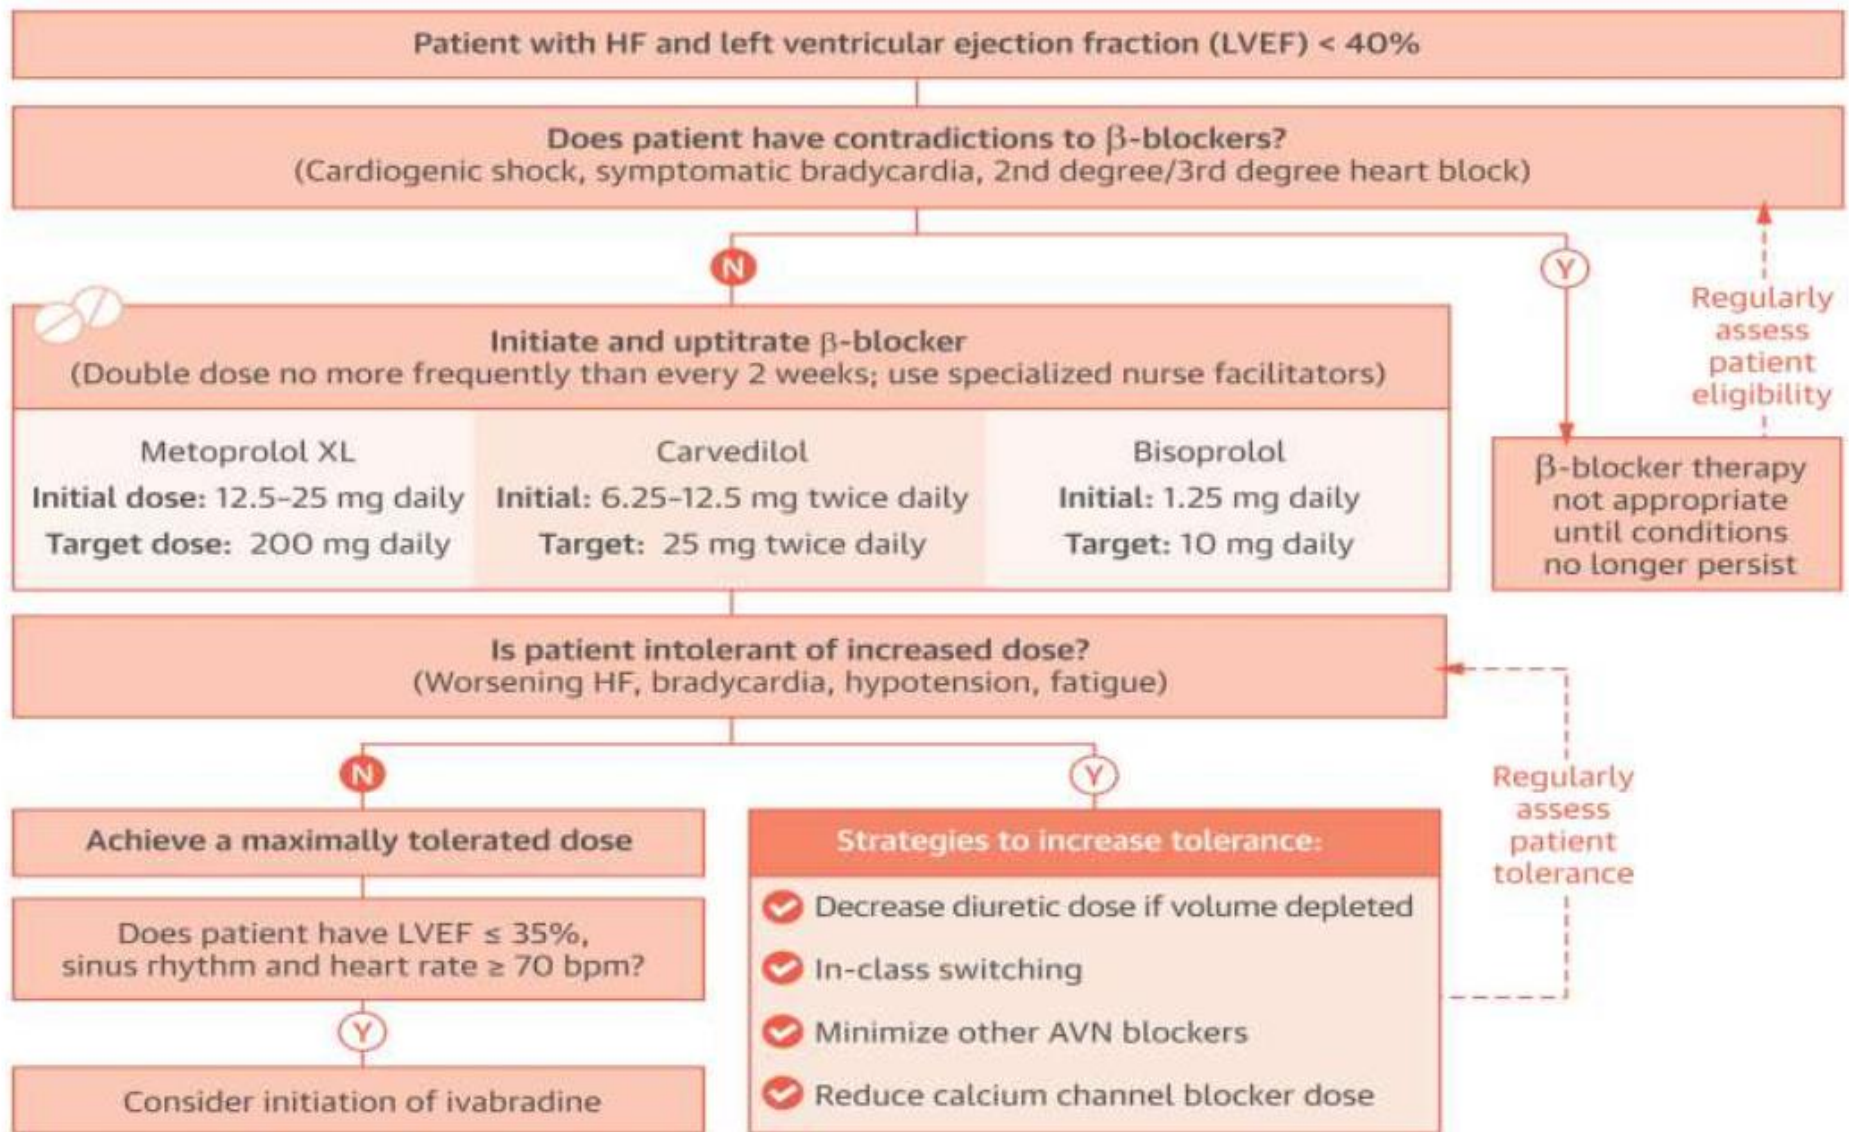 Patient with HF and left ventricular ejection fraction (LVEF) < 40%
Does patient have contradictions to β-blockers?
(Cardiogenic shock, symptomatic bradycardia, 2nd degree/3rd degree heart block)
N
Y
Regularly
assess
patient
eligibility
Initiate and uptitrate β-blocker
(Double dose no more frequently than every 2 weeks; use specialized nurse facilitators)
Metoprolol XL
Initial dose: 12.5–25 mg daily
Target dose: 200 mg daily
Carvedilol
Initial: 6.25–12.5 mg twice daily
Target: 25 mg twice daily
Bisoprolol
Initial: 1.25 mg daily
Target: 10 mg daily
β-blocker therapy
not appropriate
until conditions
no longer persist
Is patient intolerant of increased dose?
(Worsening HF, bradycardia, hypotension, fatigue)
N
Y
Regularly
assess
patient
tolerance
Achieve a maximally tolerated dose
Does patient have LVEF ≤ 35%,
sinus rhythm and heart rate ≥ 70 bpm?
Y
Consider initiation of ivabradine
Strategies to increase tolerance:
Decrease diuretic dose if volume depleted
In-class switching
Minimize other AVN blockers
Reduce calcium channel blocker dose